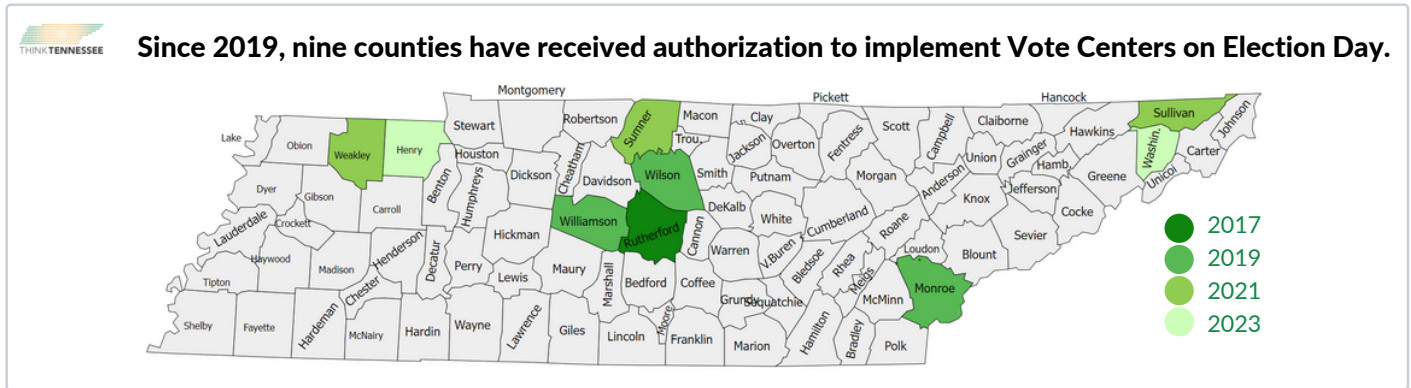 THINKTENNESSEE
Since 2019, nine counties have received authorization to implement Vote Centers on Election Day.
Montgomery
Pickett
Hancock
Lake
Obion
Weakley
Henry
Stewart
Robertson
Sumner
Macon
Clay
Scott
Campbell
Claiborne
Hawkins
Sullivan
Johnson
Houston
Cheatham
Trou.
Jackson
Overton
Fentress
Union
Grainger
Hamb.
Washin.
Carter
Dyer
Gibson
Benton
Humphreys
Dickson
Davidson
Wilson
Smith
Putnam
Morgan
Anderson
Jefferson
Greene
Unicoi
Lauderdale
Crockett
Carroll
Williamson
Rutherford
Cannon
DeKalb
White
Cumberland
Roane
Knox
Sevier
Cocke
Haywood
Madison
Henderson
Decatur
Perry
Hickman
Warren
V.Buren
Bledsoe
Rhea
Meigs
Loudon
Blount
Tipton
Chester
Lewis
Maury
Marshall
Bedford
Coffee
Grundy
Sequatchie
McMinn
Monroe
Shelby
Fayette
Hardeman
McNairy
Hardin
Wayne
Lawrence
Giles
Lincoln
Moore
Franklin
Marion
Hamilton
Bradley
Polk
2017
2019
2021
2023